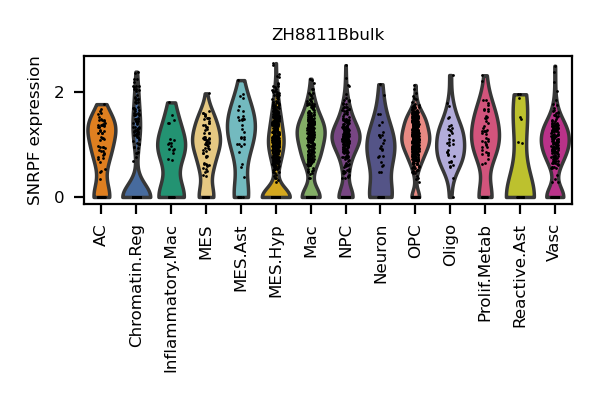 ZH8811Bbulk
SNRPF expression
2
0
AC
Chromatin.Reg
Inflammatory.Mac
MES
MES.Ast
MES.Hyp
Mac
NPC
Neuron
OPC
Oligo
Prolif.Metab
Reactive.Ast
Vasc